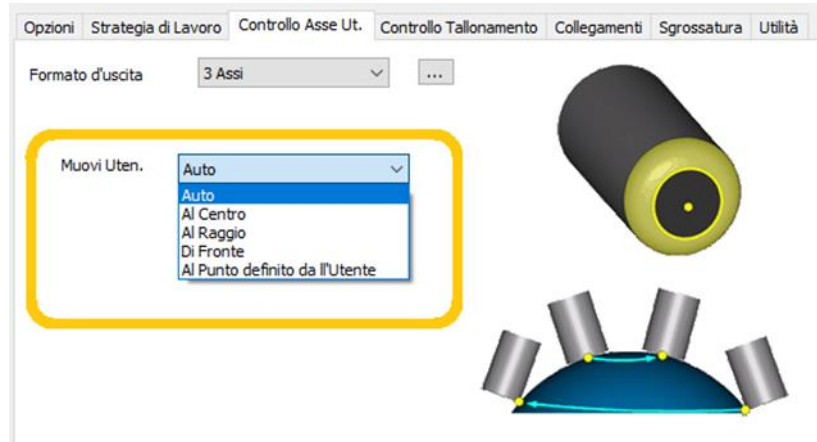 Opzioni Strategia di Lavoro Controllo Asse Ut. Controllo Tallonamento Collegamenti Sgrossatura Utilità
Formato d'uscita 3 Assi ...
Muovi Uten. Auto
Auto
Al Centro
Al Raggio
Di Fronte
Al Punto definito da ll'Utente